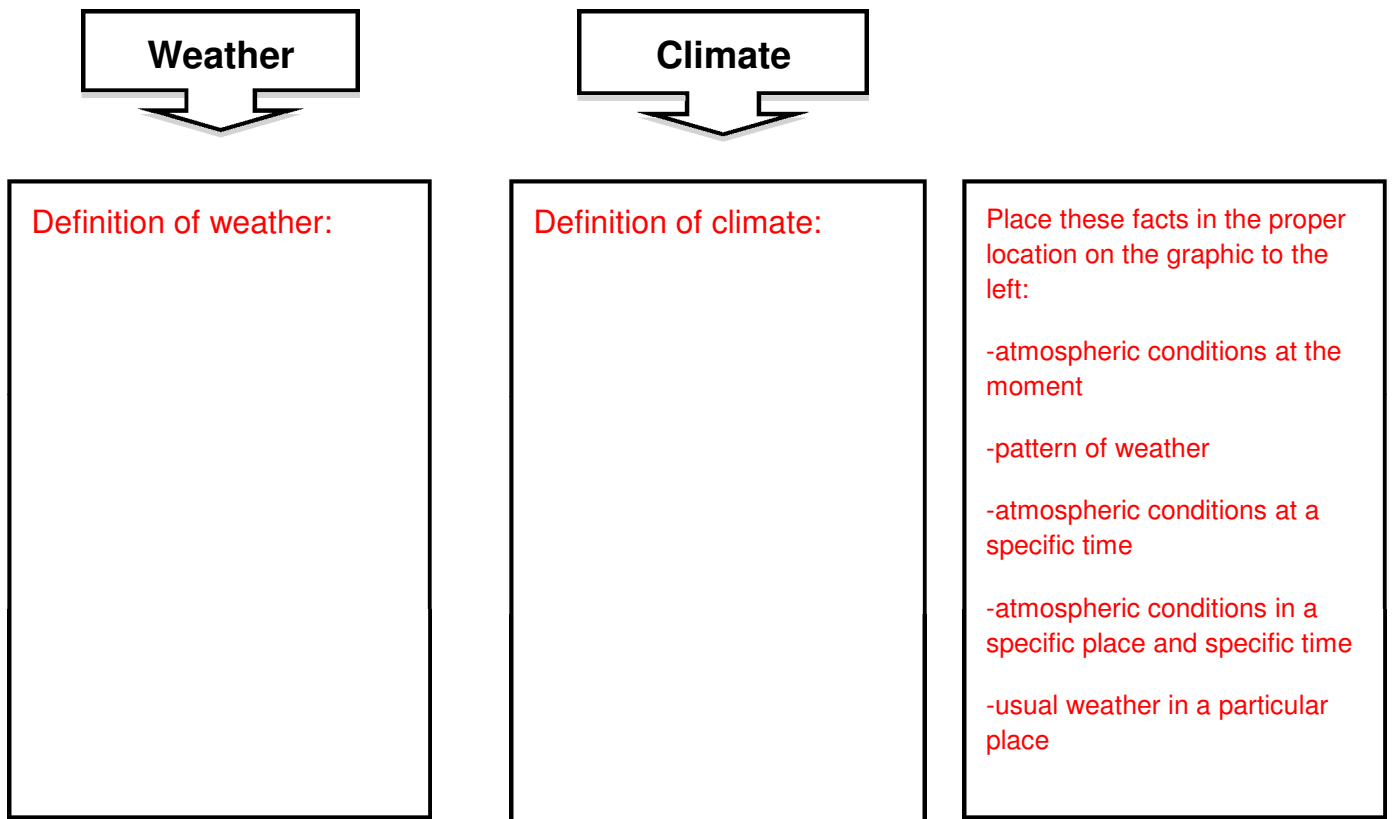 Weather
Climate
Definition of weather:
Definition of climate:
Place these facts in the proper
location on the graphic to the
left:
-atmospheric conditions at the
moment
-pattern of weather
-atmospheric conditions at a
specific time
-atmospheric conditions in a
specific place and specific time
-usual weather in a particular
place